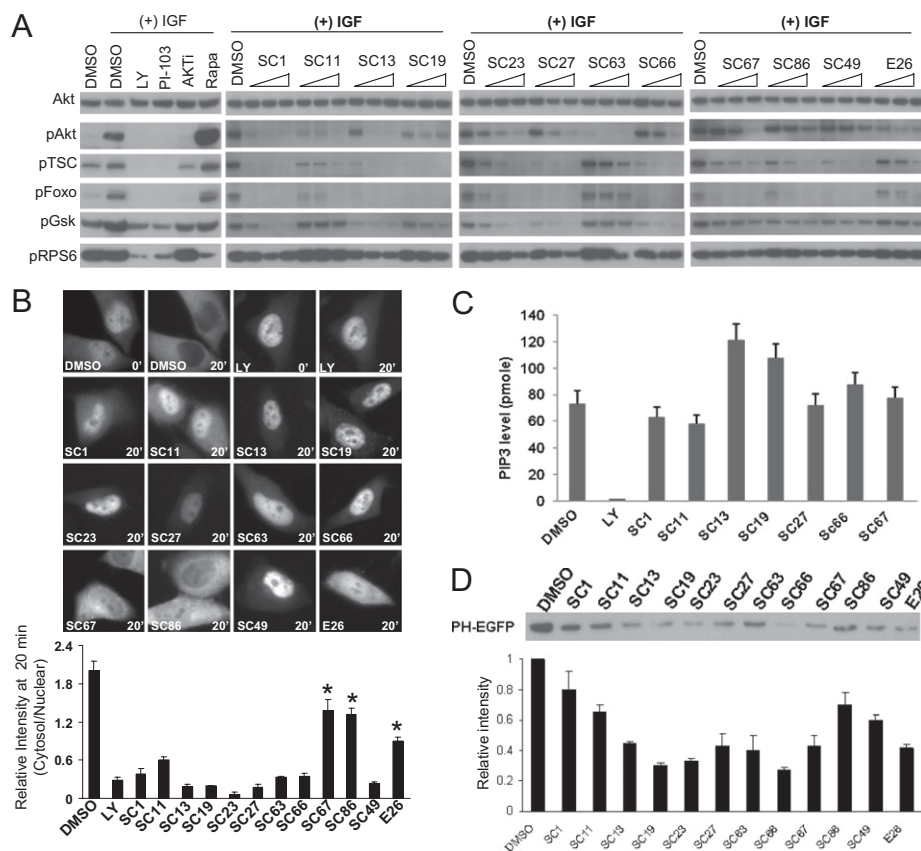 A
(+) IGF
DMSO DMSO LY PI-103 AKTi Rapa
(+) IGF
DMSO SC1 SC11 SC13 SC19
(+) IGF
DMSO SC23 SC27 SC63 SC66
(+) IGF
DMSO SC67 SC86 SC49 E26
Akt
pAkt
pTSC
pFoxo
pGsk
pRPS6
B
DMSO 0' DMSO 20' LY 0' LY 20'
SC1 20' SC11 20' SC13 20' SC19 20'
SC23 20' SC27 20' SC63 20' SC66 20'
SC67 20' SC86 20' SC49 20' E26 20'
Relative Intensity at 20 min
(Cytosol/Nuclear)
2.4
1.8
1.2
0.6
0
* * *
DMSO LY SC1 SC11 SC13 SC19 SC23 SC27 SC63 SC66 SC67 SC86 SC49 E26
C
PIP3 level (pmole)
140
120
100
80
60
40
20
0
DMSO LY SC1 SC11 SC13 SC19 SC27 Sc66 SC67
D
DMSO SC1 SC11 SC13 SC19 SC23 SC27 SC63 SC66 SC67 SC86 SC49 E26
PH-EGFP
Relative intensity
1
0.8
0.6
0.4
0.2
0
DMSO SC1 SC11 SC13 SC19 SC23 SC27 SC63 SC66 SC67 SC86 SC49 E26